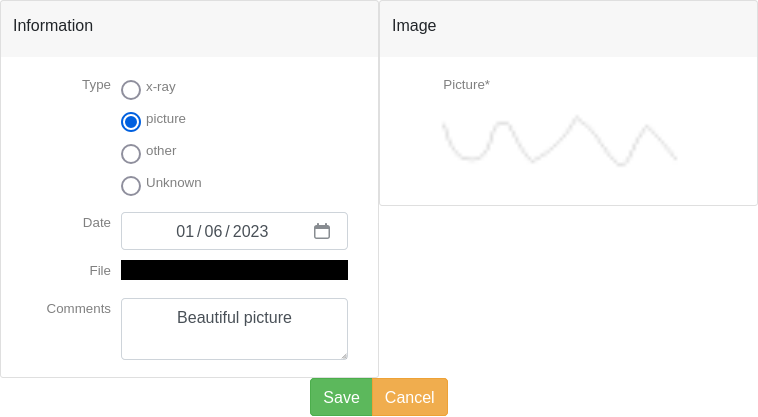 Information
Type
x-ray
picture
other
Unknown
Date
01/06/2023
File
Comments
Beautiful picture
Image
Picture*
Save
Cancel